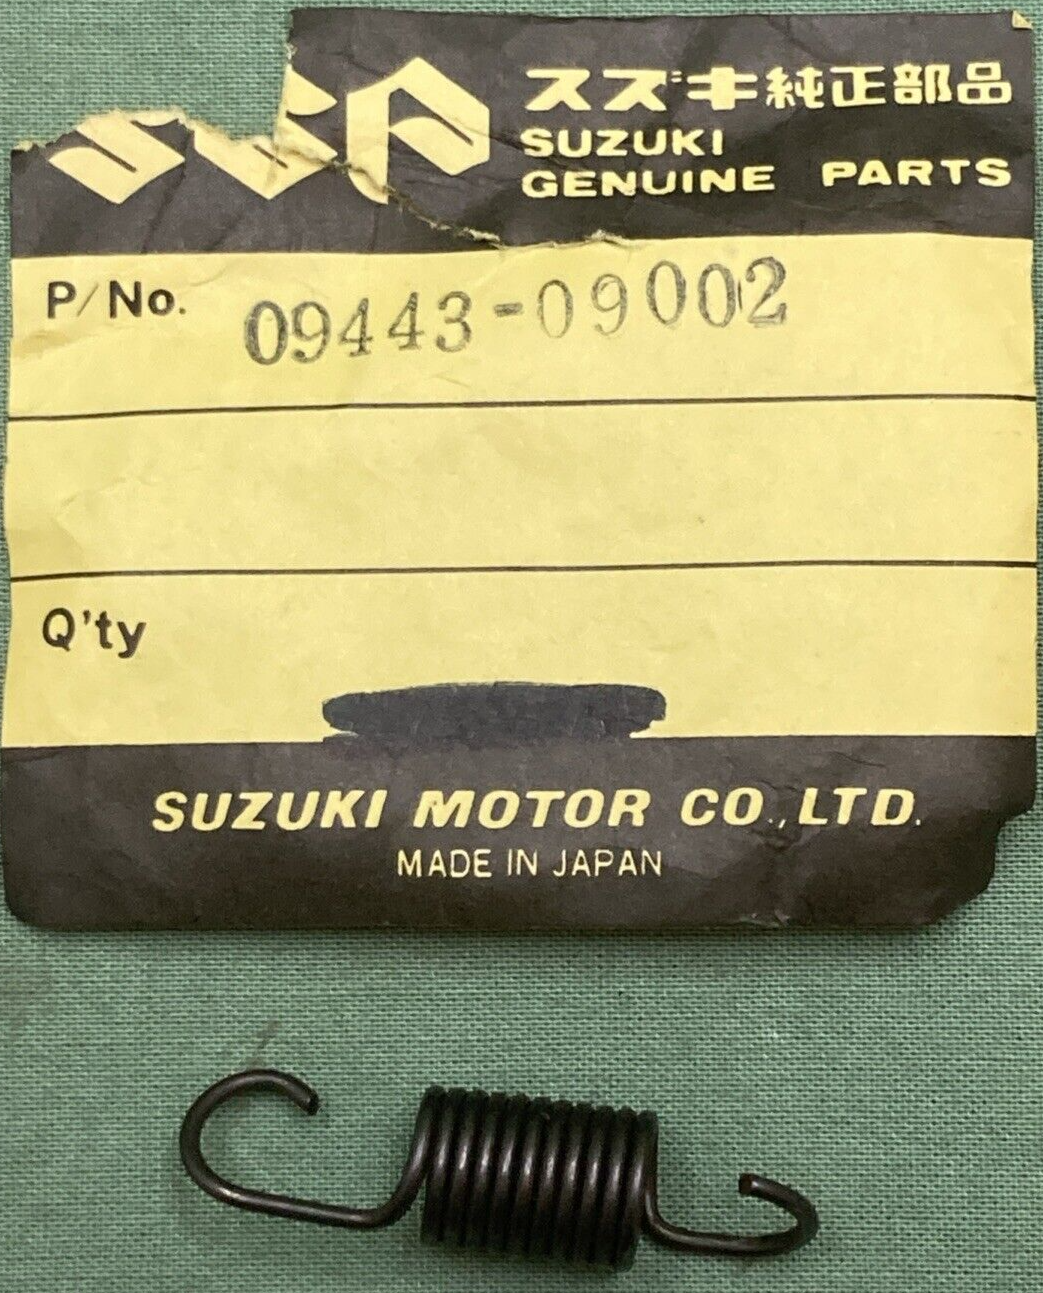 スズキ純正部品
SUZUKI
GENUINE PARTS
P/No. 09443-09002
Q'ty
SUZUKI MOTOR CO.,LTD.
MADE IN JAPAN